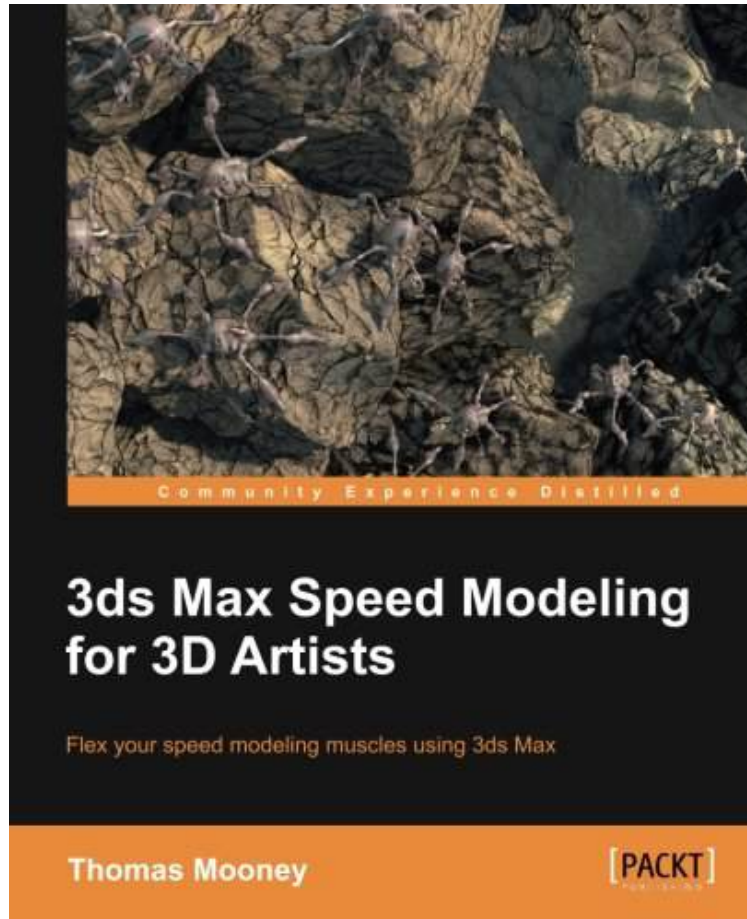 Community Experience Distilled
3ds Max Speed Modeling
for 3D Artists
Flex your speed modeling muscles using 3ds Max
Thomas Mooney
[PACKT]
PUBLISHING